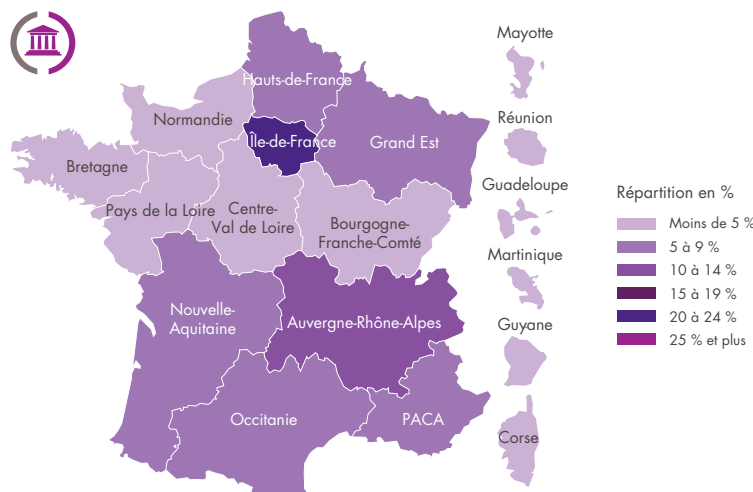 Mayotte
Hauts-de-France
Normandie
Réunion
Île-de-France
Grand Est
Bretagne
Guadeloupe
Pays de la Loire
Centre-
Val de Loire
Bourgogne-
Franche-Comté
Martinique
Nouvelle-
Aquitaine
Auvergne-Rhône-Alpes
Guyane
Occitanie
PACA
Corse
Répartition en %
Moins de 5 %
5 à 9 %
10 à 14 %
15 à 19 %
20 à 24 %
25 % et plus